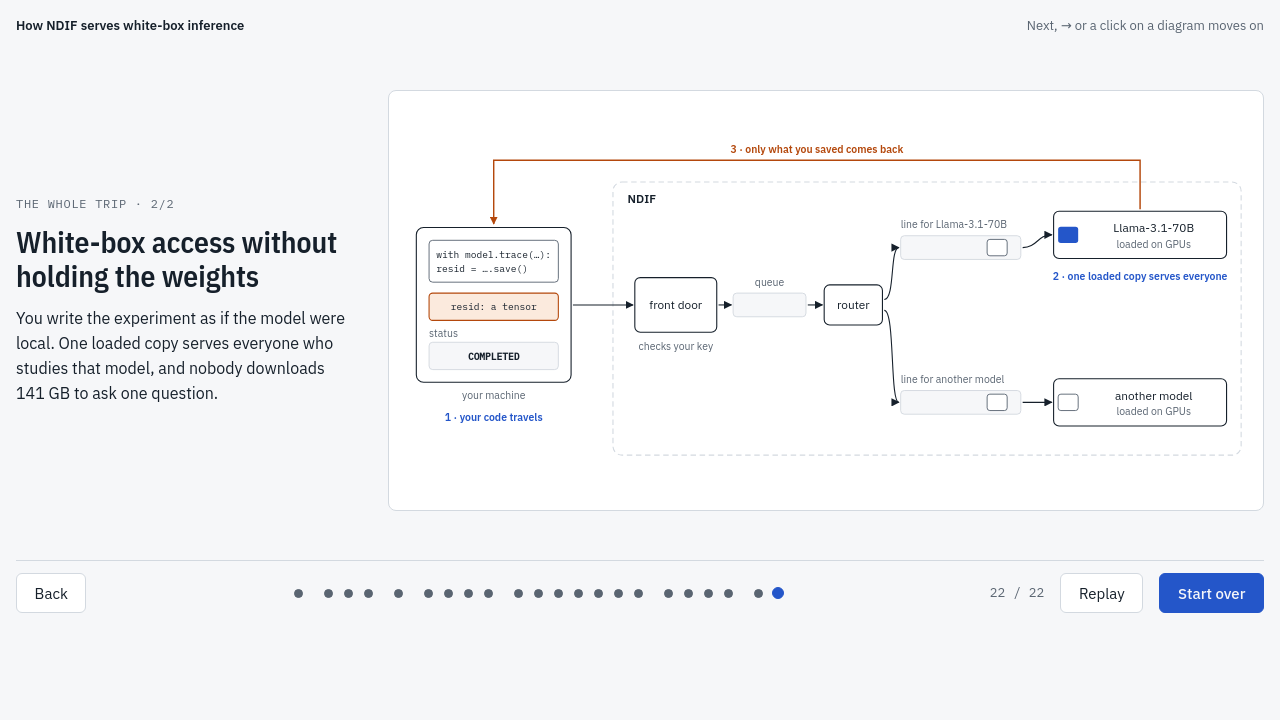 How NDIF serves white-box inference
Next, → or a click on a diagram moves on
THE WHOLE TRIP · 2/2
White-box access without
holding the weights
You write the experiment as if the model were
local. One loaded copy serves everyone who
studies that model, and nobody downloads
141 GB to ask one question.
3 · only what you saved comes back
NDIF
with model.trace(…):
resid = ….save()
resid: a tensor
status
COMPLETED
your machine
1 · your code travels
front door
checks your key
queue
router
line for Llama-3.1-70B
Llama-3.1-70B
loaded on GPUs
2 · one loaded copy serves everyone
line for another model
another model
loaded on GPUs
Back
22 / 22
Replay
Start over